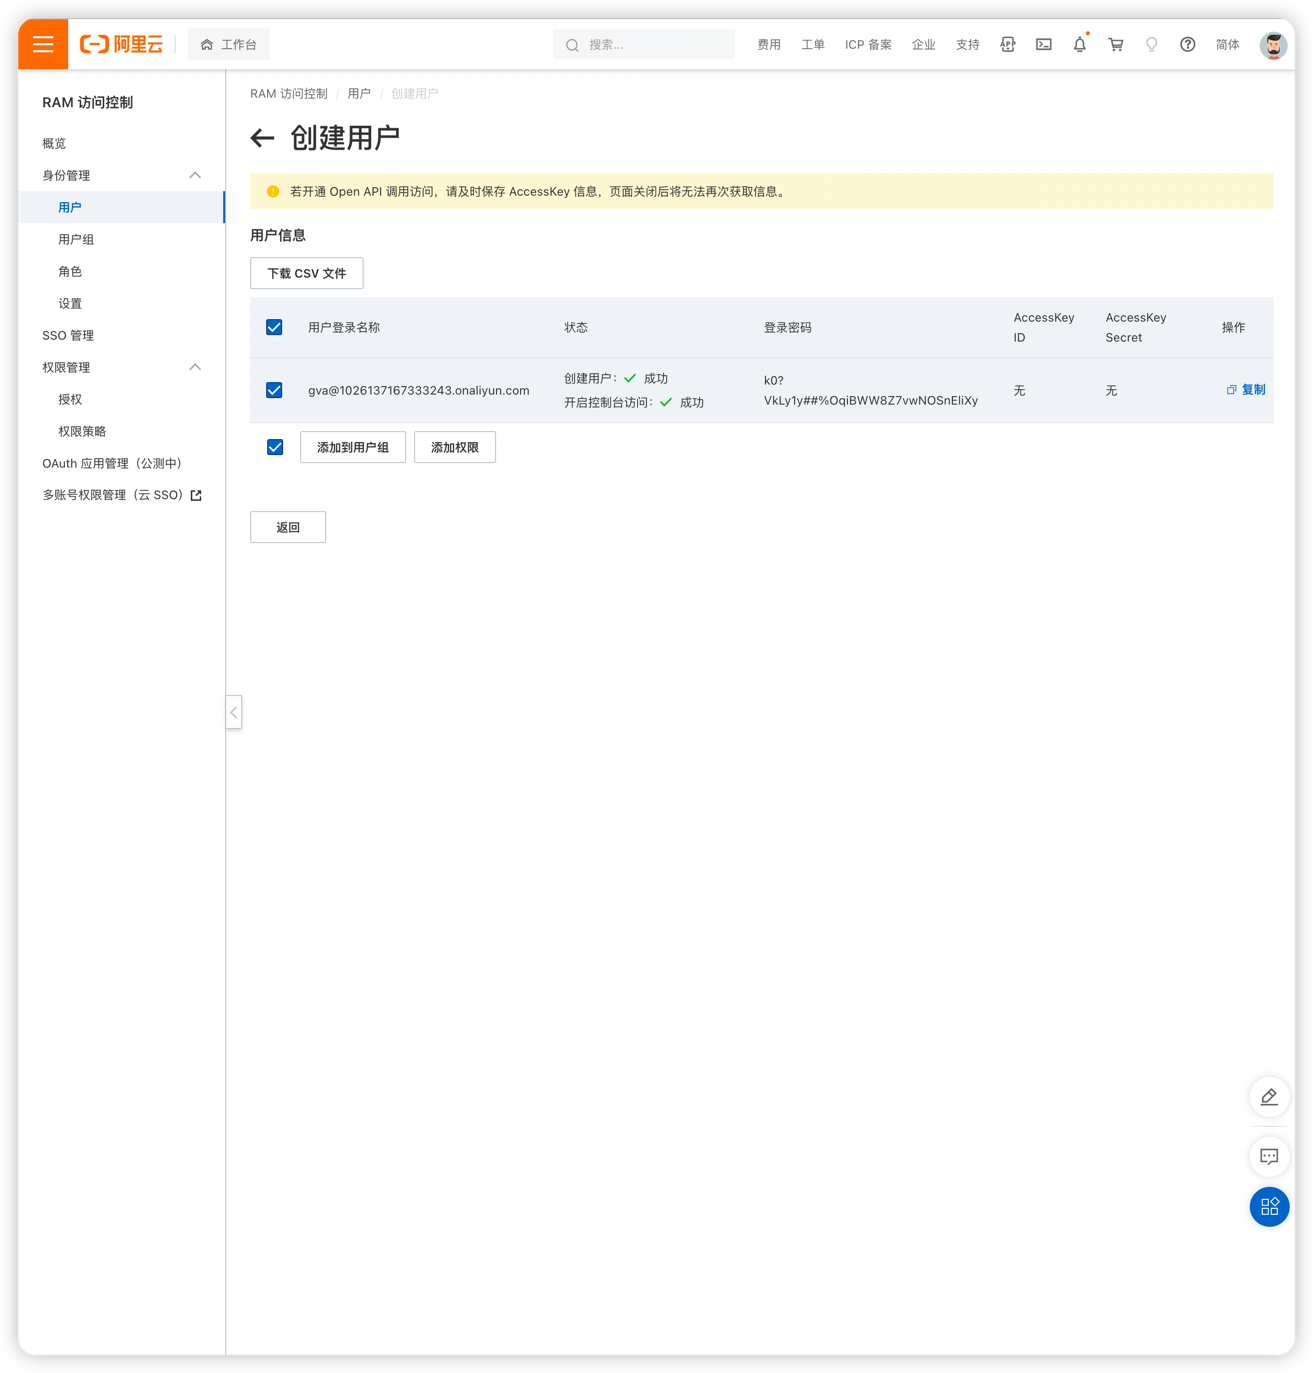 阿里云
工作台
搜索...
费用
工单
ICP 备案
企业
支持
简体
RAM 访问控制
概览
身份管理
用户
用户组
角色
设置
SSO 管理
权限管理
授权
权限策略
OAuth 应用管理（公测中）
多账号权限管理（云 SSO）
RAM 访问控制 / 用户 / 创建用户
创建用户
若开通 Open API 调用访问，请及时保存 AccessKey 信息，页面关闭后将无法再次获取信息。
用户信息
下载 CSV 文件
用户登录名称
状态
登录密码
AccessKey
ID
AccessKey
Secret
操作
gva@1026137167333243.onaliyun.com
创建用户： 成功
开启控制台访问： 成功
k0?
VkLy1y##%OqiBWW8Z7vwNOSnEliXy
无
无
复制
添加到用户组
添加权限
返回